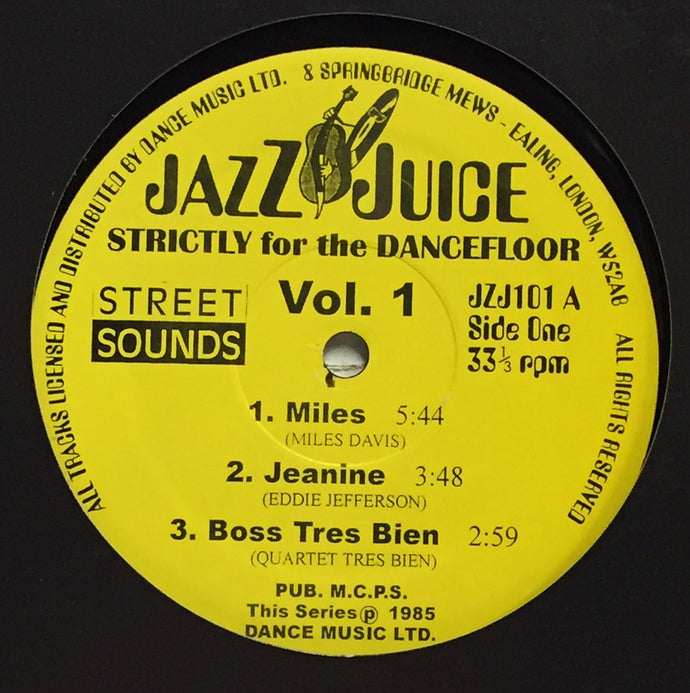 ALL TRACKS LICENSED AND DISTRIBUTED BY DANCE MUSIC LTD. 8 SPRINGBRIDGE MEWS - EALING, LONDON, W52AB ALL RIGHTS RESERVED
JAZZ JUICE
STRICTLY for the DANCEFLOOR
STREET
SOUNDS
Vol. 1
JZJ101 A
Side One
33 1/3 rpm
1. Miles 5:44
(MILES DAVIS)
2. Jeanine 3:48
(EDDIE JEFFERSON)
3. Boss Tres Bien 2:59
(QUARTET TRES BIEN)
PUB. M.C.P.S.
This Series ℗ 1985
DANCE MUSIC LTD.